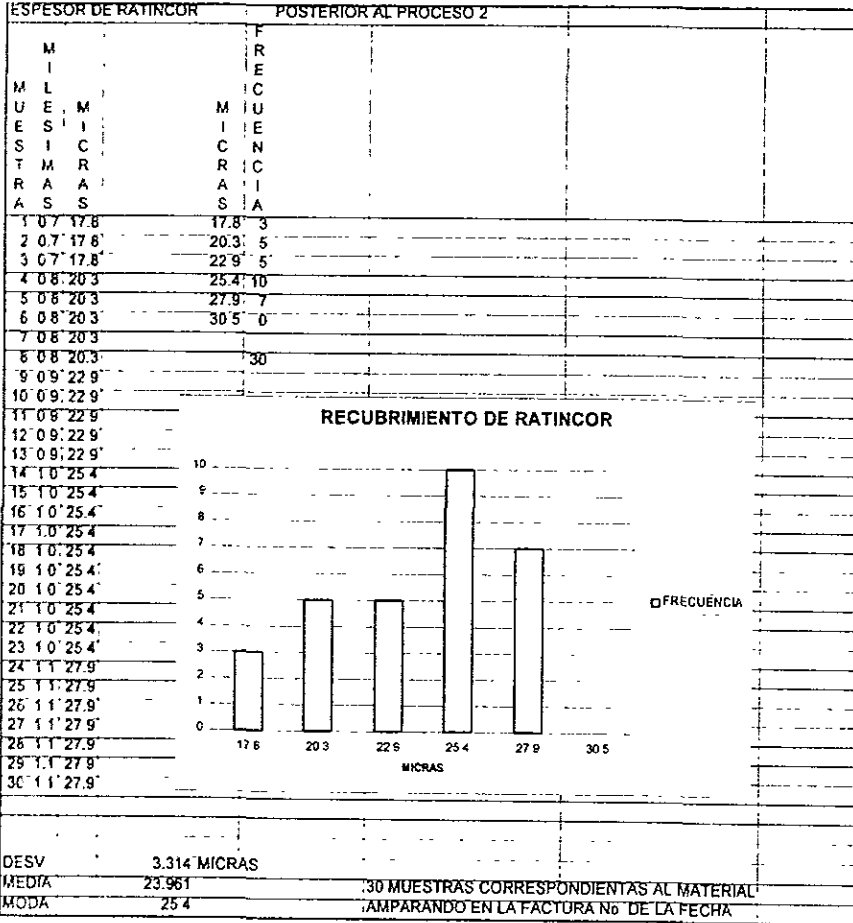 ESPESOR DE RATINCOR POSTERIOR AL PROCESO 2
MUESTRA MILESIMAS MICRAS MICRAS FRECUENCIA
1 0.7 17.8 17.8 3
2 0.7 17.8 20.3 5
3 0.7 17.8 22.9 5
4 0.8 20.3 25.4 10
5 0.8 20.3 27.9 7
6 0.8 20.3 30.5 0
7 0.8 20.3
8 0.8 20.3 30
9 0.9 22.9
10 0.9 22.9
11 0.9 22.9
12 0.9 22.9
13 0.9 22.9
14 1.0 25.4
15 1.0 25.4
16 1.0 25.4
17 1.0 25.4
18 1.0 25.4
19 1.0 25.4
20 1.0 25.4
21 1.0 25.4
22 1.0 25.4
23 1.0 25.4
24 1.1 27.9
25 1.1 27.9
26 1.1 27.9
27 1.1 27.9
28 1.1 27.9
29 1.1 27.9
30 1.1 27.9
RECUBRIMIENTO DE RATINCOR
10
9
8
7
6
5
4
3
2
1
0
17.8 20.3 22.9 25.4 27.9 30.5
MICRAS
FRECUENCIA
DESV 3.314 MICRAS
MEDIA 23.961 30 MUESTRAS CORRESPONDIENTAS AL MATERIAL
MODA 25.4 AMPARANDO EN LA FACTURA No DE LA FECHA